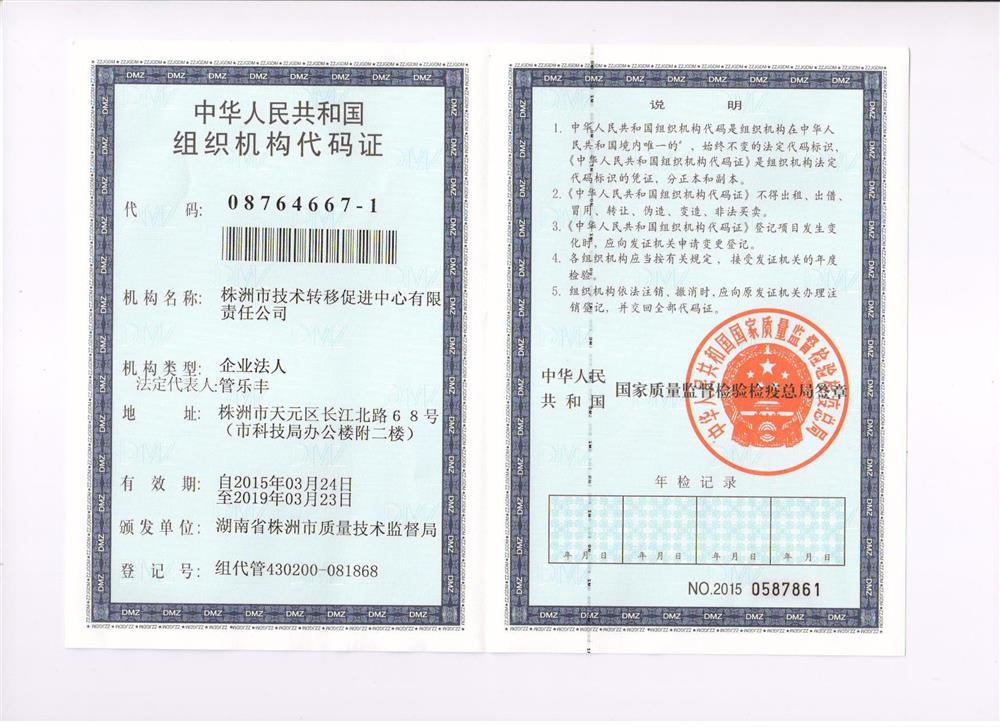 中华人民共和国
组织机构代码证
代 码: 08764667-1
机构名称: 株洲市技术转移促进中心有限
责任公司
机构类型: 企业法人
法定代表人:管乐丰
地 址: 株洲市天元区长江北路68号
(市科技局办公楼附二楼)
有 效 期: 自2015年03月24日
至2019年03月23日
颁发单位: 湖南省株洲市质量技术监督局
登 记 号: 组代管430200-081868
说 明
1. 中华人民共和国组织机构代码是组织机构在中华人
民共和国境内唯一的、始终不变的法定代码标识,
《中华人民共和国组织机构代码证》是组织机构法定
代码标识的凭证,分正本和副本。
2.《中华人民共和国组织机构代码证》不得出租、出借、
冒用、转让、伪造、变造、非法买卖。
3.《中华人民共和国组织机构代码证》登记项目发生变
化时,应向发证机关申请变更登记。
4. 各组织机构应当按有关规定,接受发证机关的年度
检验。
5. 组织机构依法注销、撤消时,应向原发证机关办理注
销登记,并交回全部代码证。
中华人民
共和国 国家质量监督检验检疫总局签章
中华人民共和国国家质量监督检验检疫总局
年检记录
年 月 日 年 月 日 年 月 日 年 月 日
NO.2015 0587861